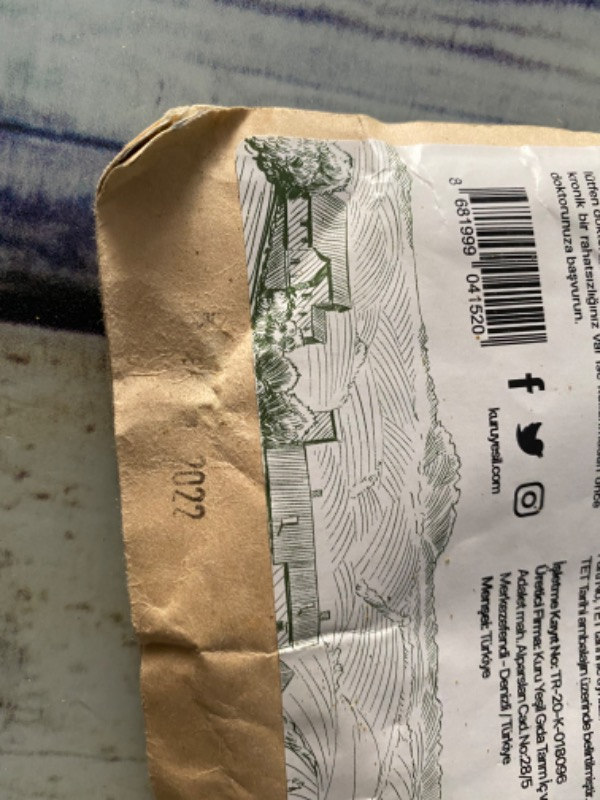 kronik bir rahatsızlığınız var ise
doktorunuza başvurun.
8 681999 041520
kuruyesil.com
TETT Tarihi ambalajın üzerinde belirtilmiştir.
İşletme Kayıt No: TR-20-K-018096
Üretici Firma: Kuru Yeşil Gıda Tarım İç v
Adalet mah. Alparslan Cad. No:28/5
Merkezefendi - Denizli | Türkiye
Menşei: Türkiye
2022